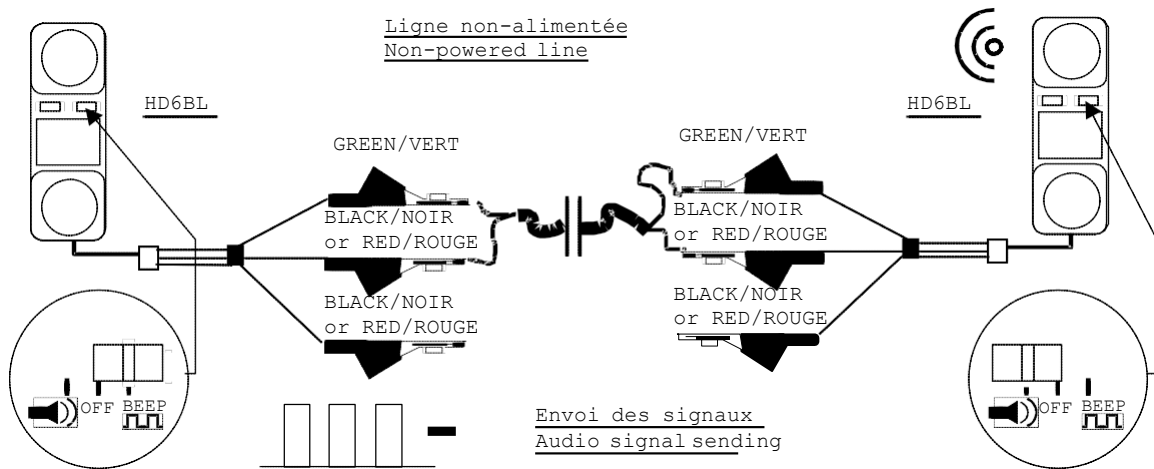 Ligne non-alimentée
Non-powered line
HD6BL
HD6BL
GREEN/VERT
GREEN/VERT
BLACK/NOIR
or RED/ROUGE
BLACK/NOIR
or RED/ROUGE
BLACK/NOIR
or RED/ROUGE
BLACK/NOIR
or RED/ROUGE
OFF BEEP
OFF BEEP
Envoi des signaux
Audio signal sending